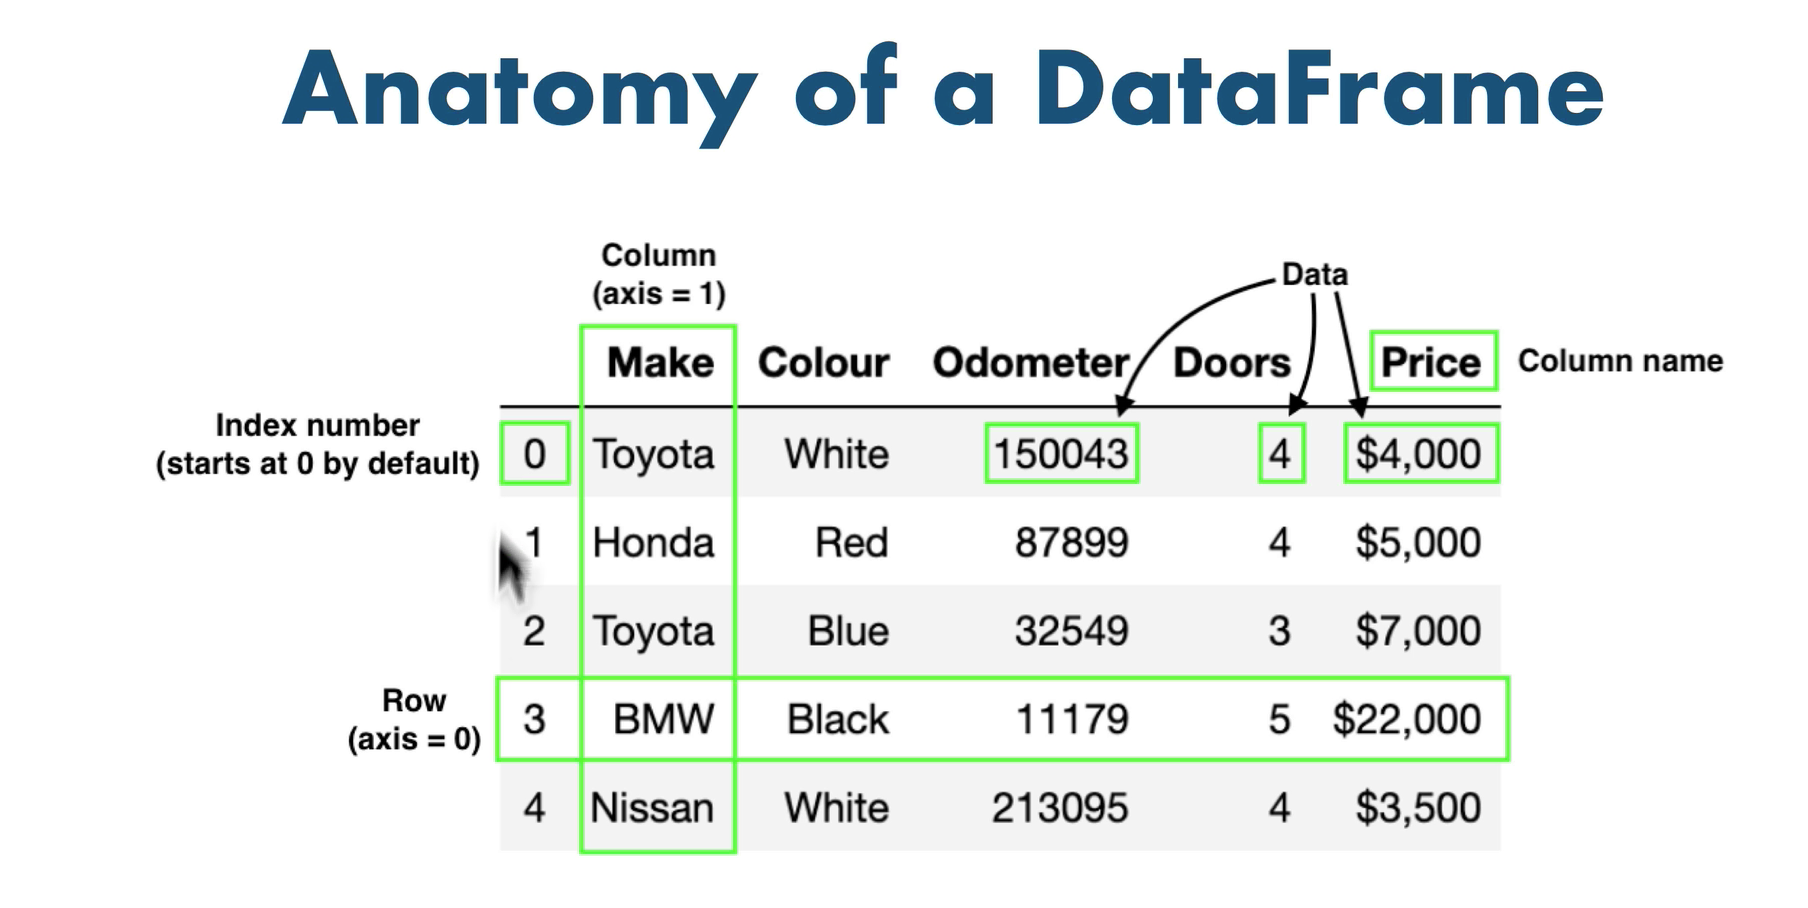 Anatomy of a DataFrame
Column
(axis = 1)
Data
Make Colour Odometer Doors Price Column name
Index number
(starts at 0 by default)
0 Toyota White 150043 4 $4,000
1 Honda Red 87899 4 $5,000
2 Toyota Blue 32549 3 $7,000
Row
(axis = 0)
3 BMW Black 11179 5 $22,000
4 Nissan White 213095 4 $3,500